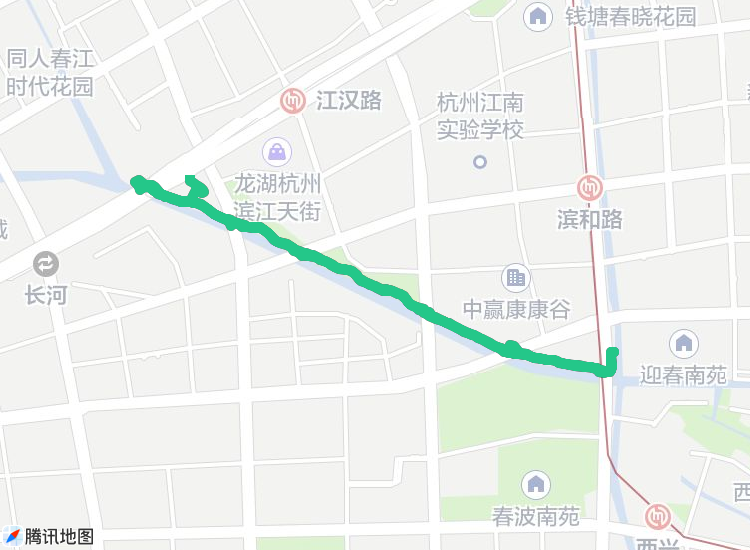 钱塘春晓花园
同人春江
时代花园
江汉路
杭州江南
实验学校
龙湖杭州
滨江天街
滨和路
长河
中赢康康谷
迎春南苑
春波南苑
西兴
腾讯地图